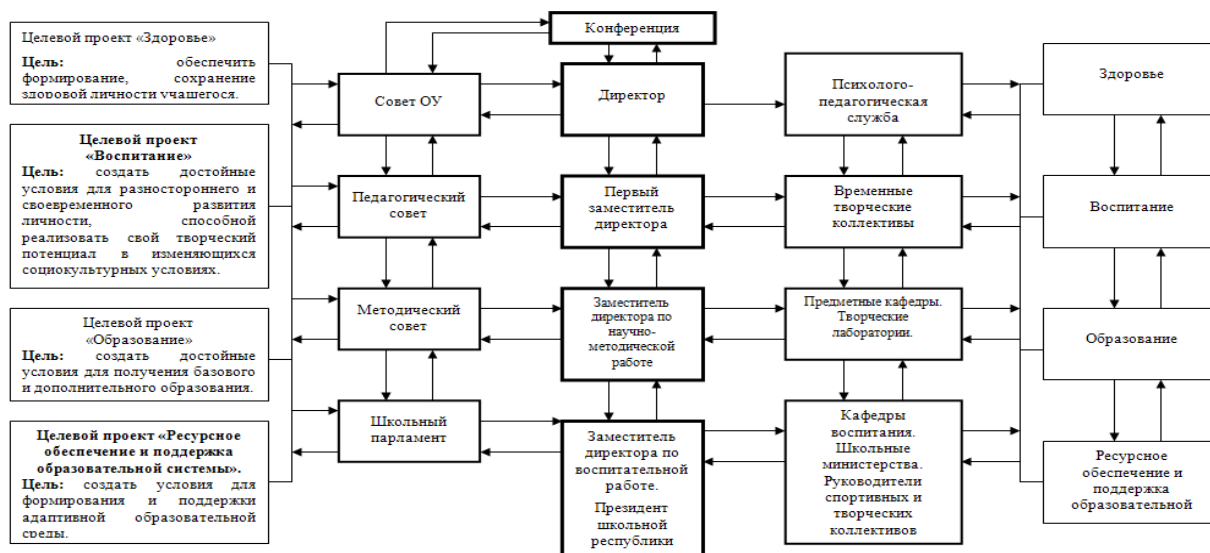 Целевой проект «Здоровье»
Цель: обеспечить
формирование, сохранение
здоровой личности учащегося.
Целевой проект
«Воспитание»
Цель: создать достойные
условия для разностороннего и
своевременного развития
личности, способной
реализовать свой творческий
потенциал в изменяющихся
социокультурных условиях.
Целевой проект
«Образование»
Цель: создать достойные
условия для получения базового
и дополнительного образования.
Целевой проект «Ресурсное
обеспечение и поддержка
образовательной системы».
Цель: создать условия для
формирования и поддержки
адаптивной образовательной
среды.
Совет ОУ
Педагогический
совет
Методический
совет
Школьный
парламент
Конференция
Директор
Первый
заместитель
директора
Заместитель
директора по
научно-
методической
работе
Заместитель
директора по
воспитательной
работе.
Президент
школьной
республики
Психолого-
педагогическая
служба
Временные
творческие
коллективы
Предметные кафедры.
Творческие
лаборатории.
Кафедры
воспитания.
Школьные
министерства.
Руководители
спортивных и
творческих
коллективов
Здоровье
Воспитание
Образование
Ресурсное
обеспечение и
поддержка
образовательной